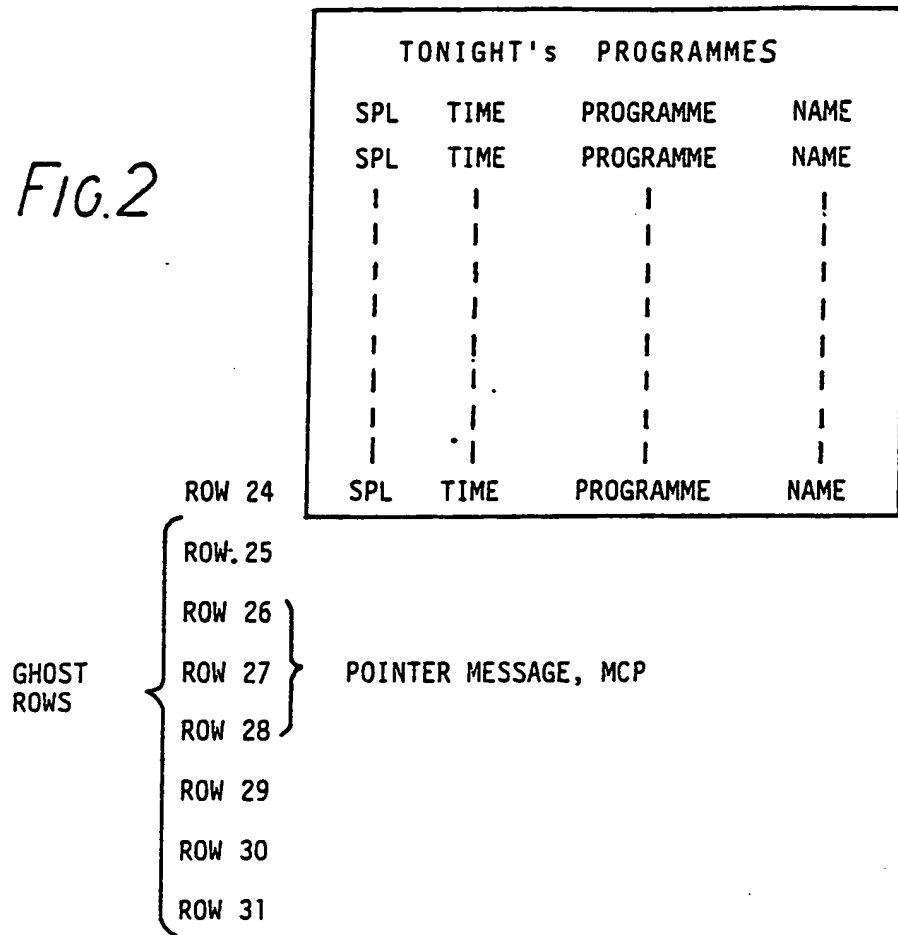 TONIGHT's PROGRAMMES
SPL TIME PROGRAMME NAME
SPL TIME PROGRAMME NAME
FIG.2
ROW 24 SPL TIME PROGRAMME NAME
ROW. 25
ROW 26
GHOST ROWS ROW 27 POINTER MESSAGE, MCP
ROW 28
ROW 29
ROW 30
ROW 31